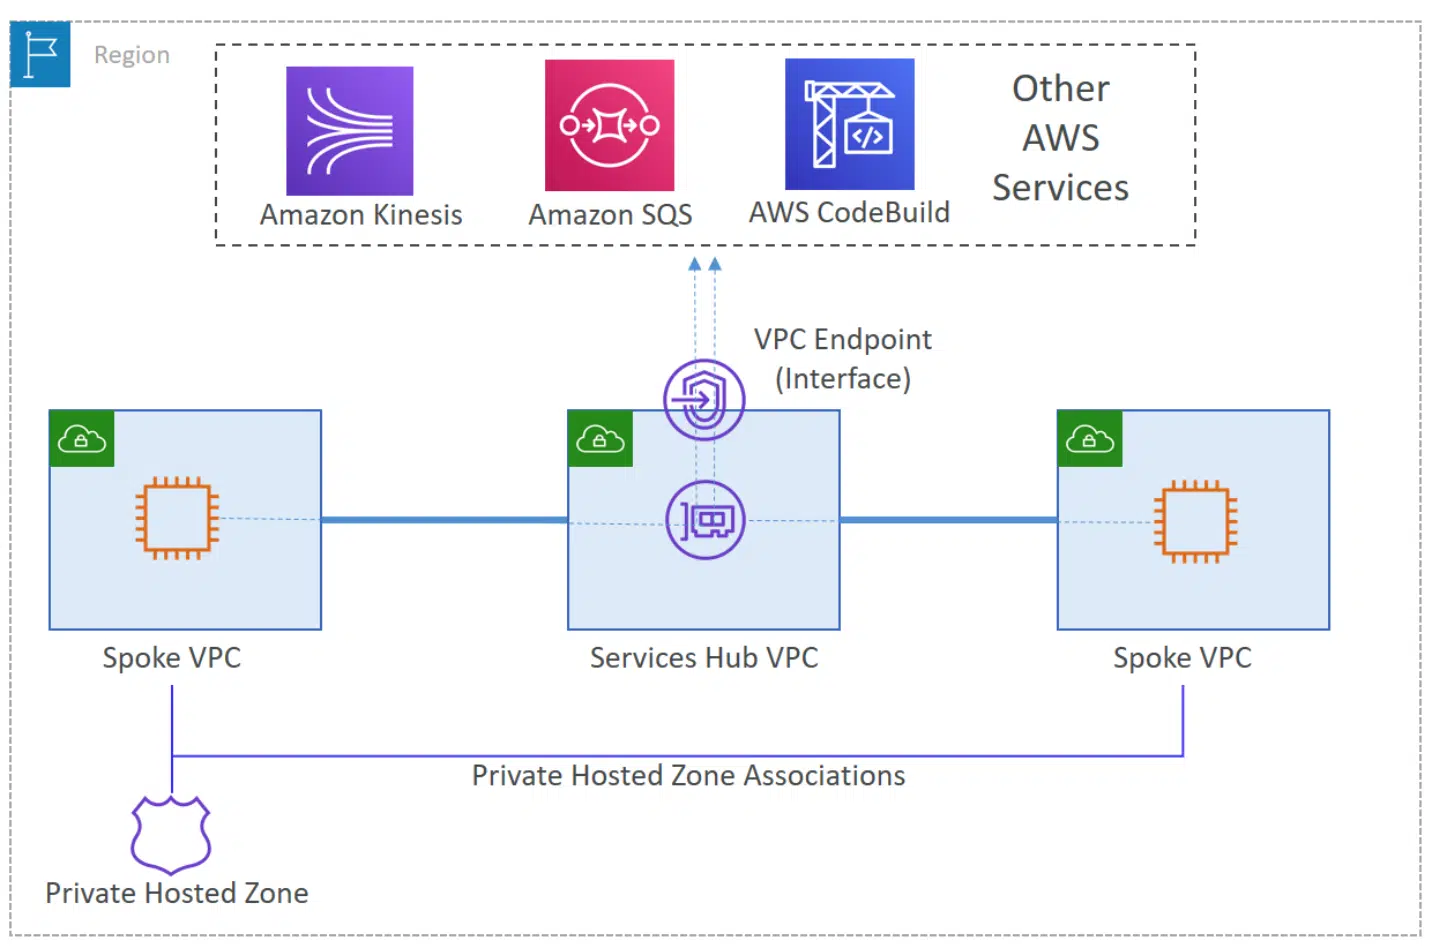 Region
Other
AWS
Services
Amazon Kinesis
Amazon SQS
AWS CodeBuild
VPC Endpoint
(Interface)
Spoke VPC
Services Hub VPC
Spoke VPC
Private Hosted Zone Associations
Private Hosted Zone